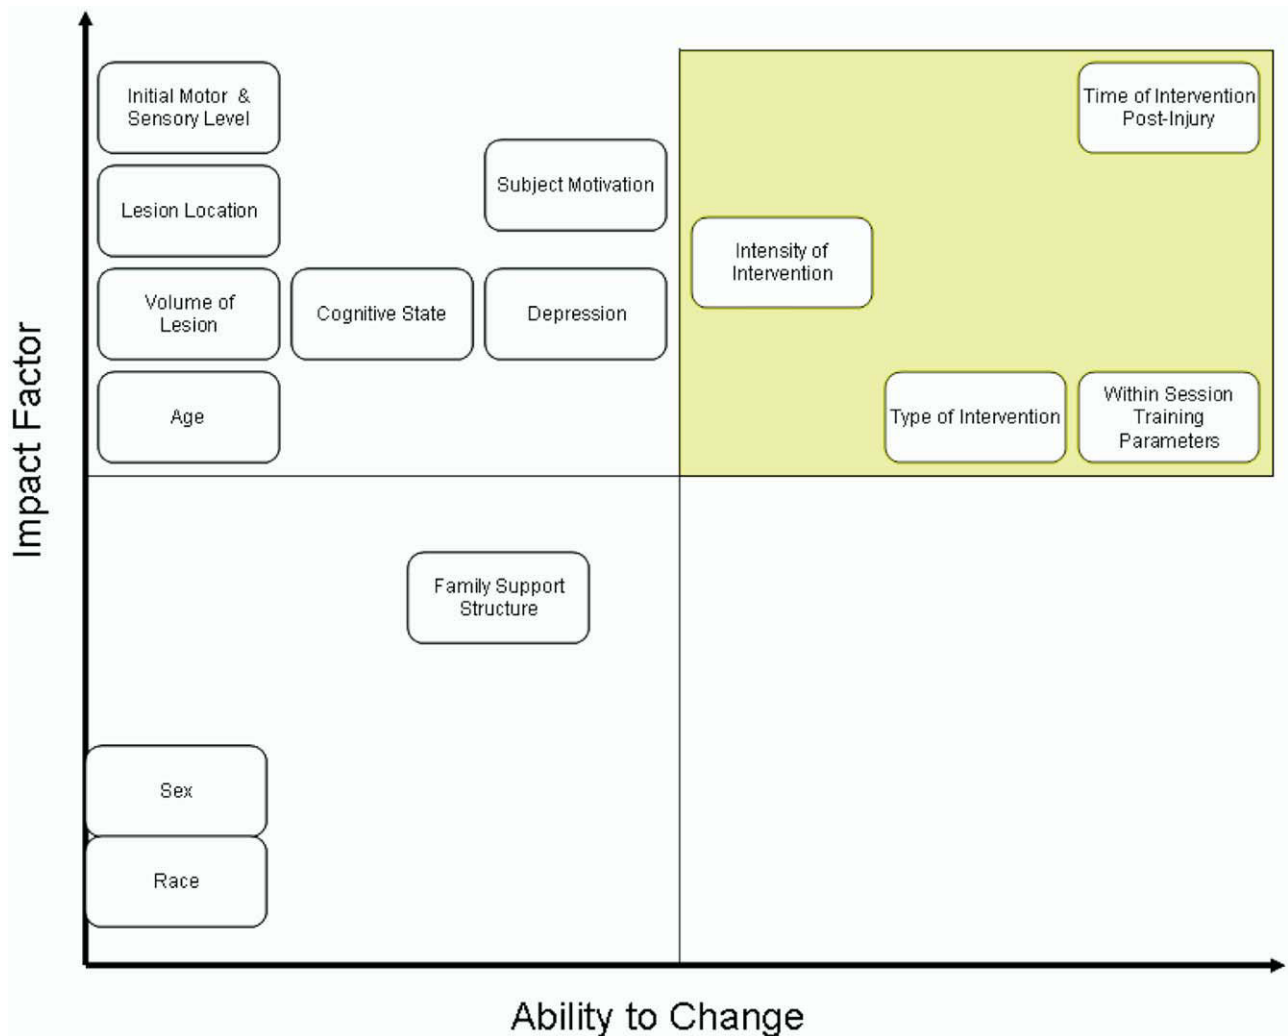 Impact Factor
Initial Motor &
Sensory Level
Time of Intervention
Post-Injury
Subject Motivation
Lesion Location
Intensity of
Intervention
Volume of
Lesion
Cognitive State
Depression
Age
Type of Intervention
Within Session
Training
Parameters
Family Support
Structure
Sex
Race
Ability to Change